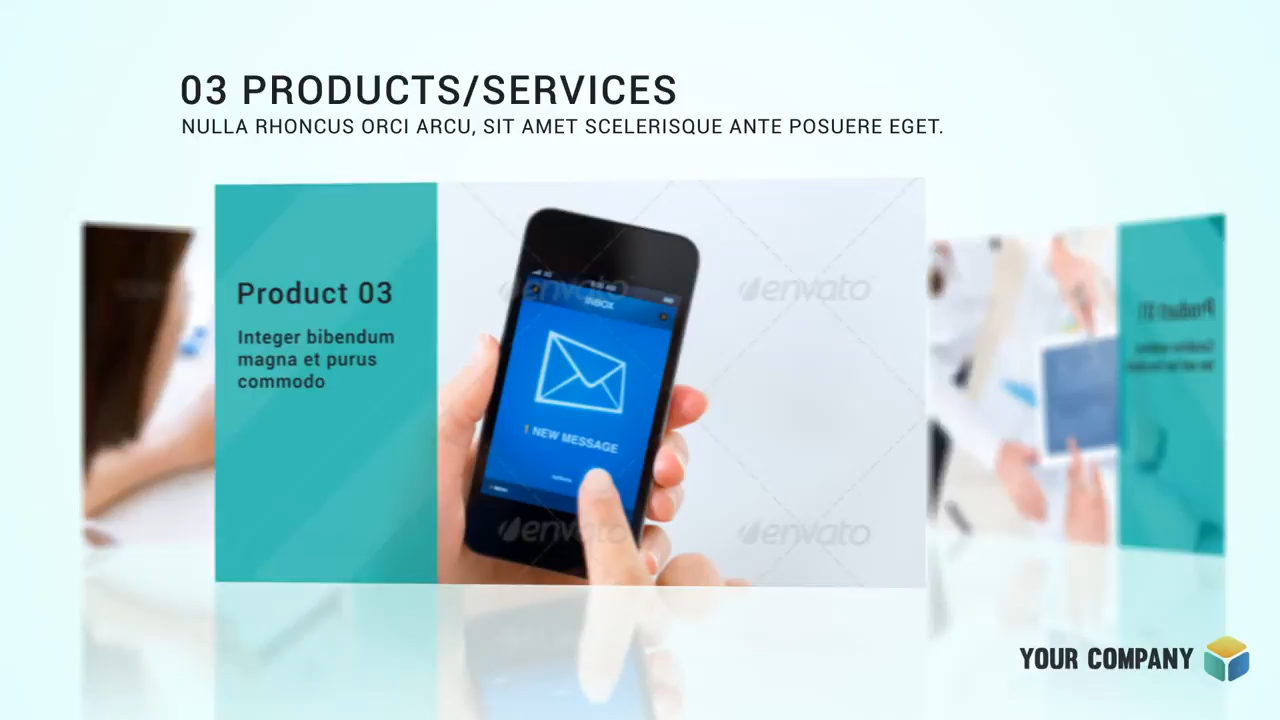 03 PRODUCTS/SERVICES
NULLA RHONCUS ORCI ARCU, SIT AMET SCELERISQUE ANTE POSUERE EGET.
Product 03
Integer bibendum
magna et purus
commodo
INBOX
1 NEW MESSAGE
envato
envato
envato
envato
YOUR COMPANY